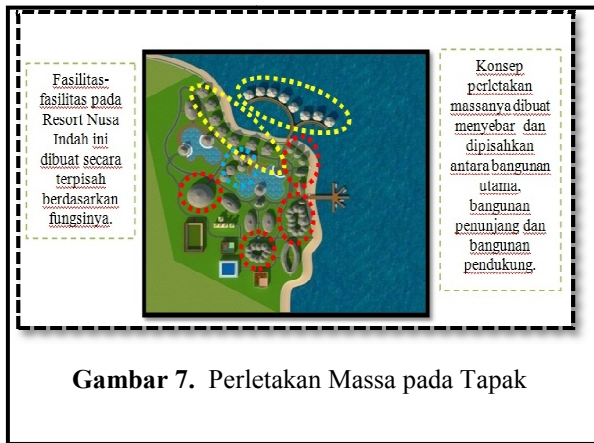 Fasilitas-
fasilitas pada
Resort Nusa
Indah ini
dibuat secara
terpisah
berdasarkan
fungsinya.
Konsep
perletakan
massanya dibuat
menyebar dan
dipisahkan
antara bangunan
utama,
bangunan
penunjang dan
bangunan
pendukung.
Gambar 7. Perletakan Massa pada Tapak